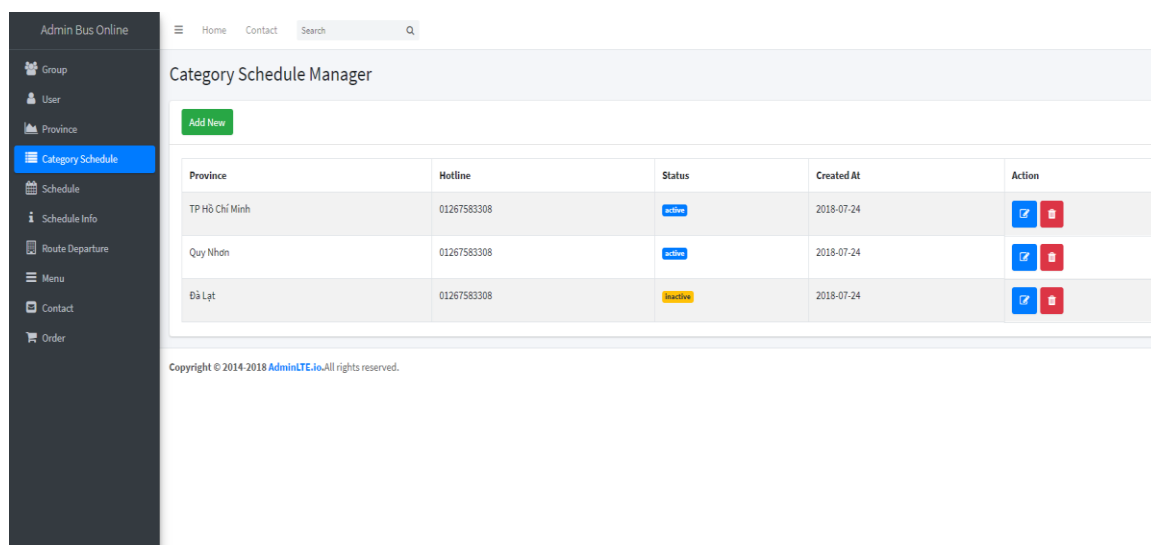 Admin Bus Online
Home Contact Search
Group
User
Province
Category Schedule
Schedule
Schedule Info
Route Departure
Menu
Contact
Order
Category Schedule Manager
Add New
Province Hotline Status Created At Action
TP Hồ Chí Minh 01267583308 active 2018-07-24
Quy Nhơn 01267583308 active 2018-07-24
Đà Lạt 01267583308 inactive 2018-07-24
Copyright © 2014-2018 AdminLTE.io.All rights reserved.